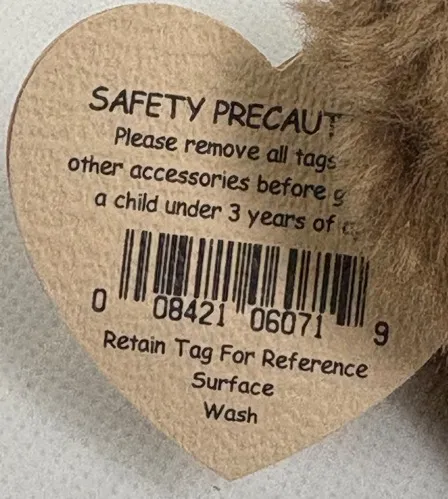 SAFETY PRECAUT
Please remove all tags
other accessories before g
a child under 3 years of
0 08421 06071 9
Retain Tag For Reference
Surface
Wash